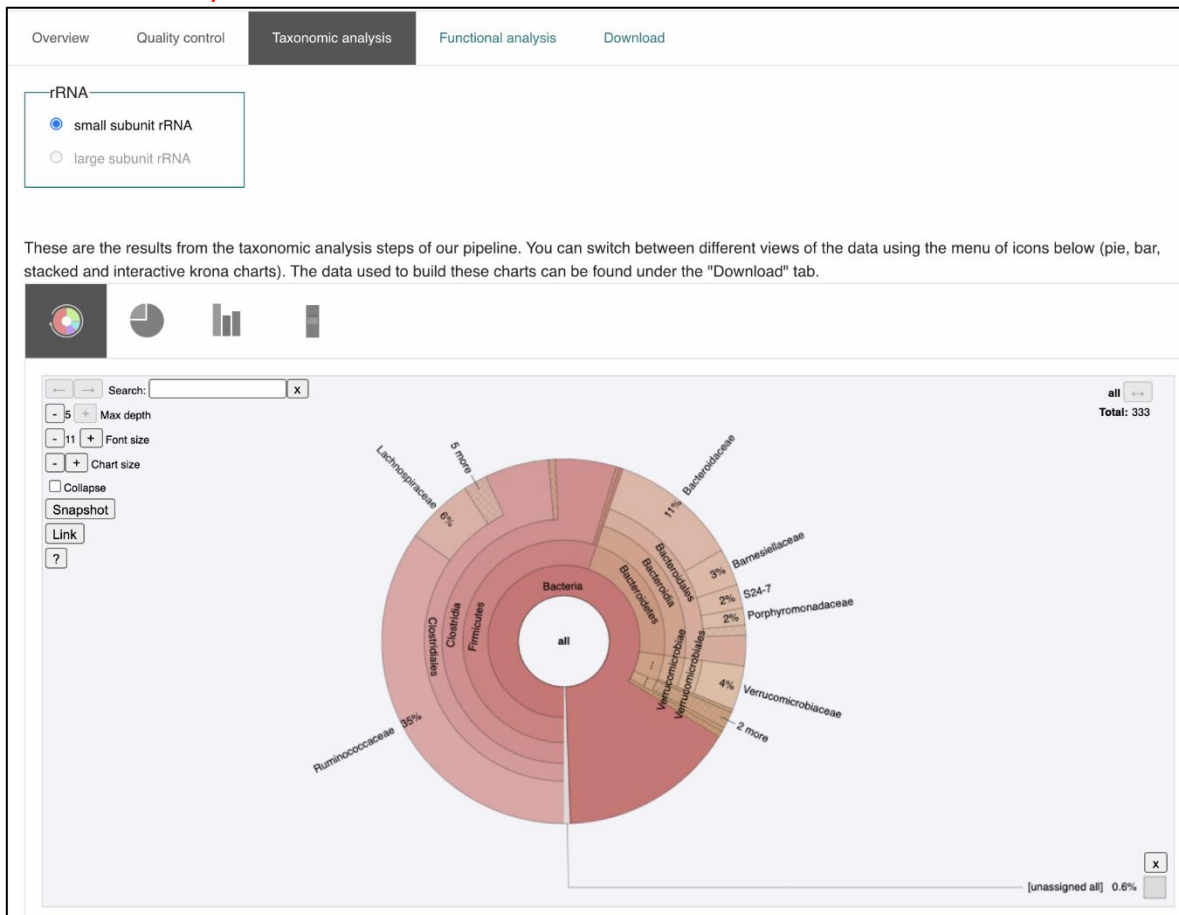 Overview Quality control Taxonomic analysis Functional analysis Download
rRNA
small subunit rRNA
large subunit rRNA
These are the results from the taxonomic analysis steps of our pipeline. You can switch between different views of the data using the menu of icons below (pie, bar,
stacked and interactive krona charts). The data used to build these charts can be found under the "Download" tab.
← → Search: x
- 5 + Max depth
- 11 + Font size
- + Chart size
Collapse
Snapshot
Link
?
all ↔
Total: 333
Lachnospiraceae 6%
5 more
Bacteroidaceae 11%
Barnesiellaceae 3%
S24-7 2%
Porphyromonadaceae 2%
Verrucomicrobiaceae 4%
2 more
Ruminococcaceae 35%
Clostridiales
Clostridia
Firmicutes
Bacteria
all
Bacteroidetes
Bacteroidia
Bacteroidales
...
...
Verrucomicrobiae
Verrucomicrobiales
x
[unassigned all] 0.6%